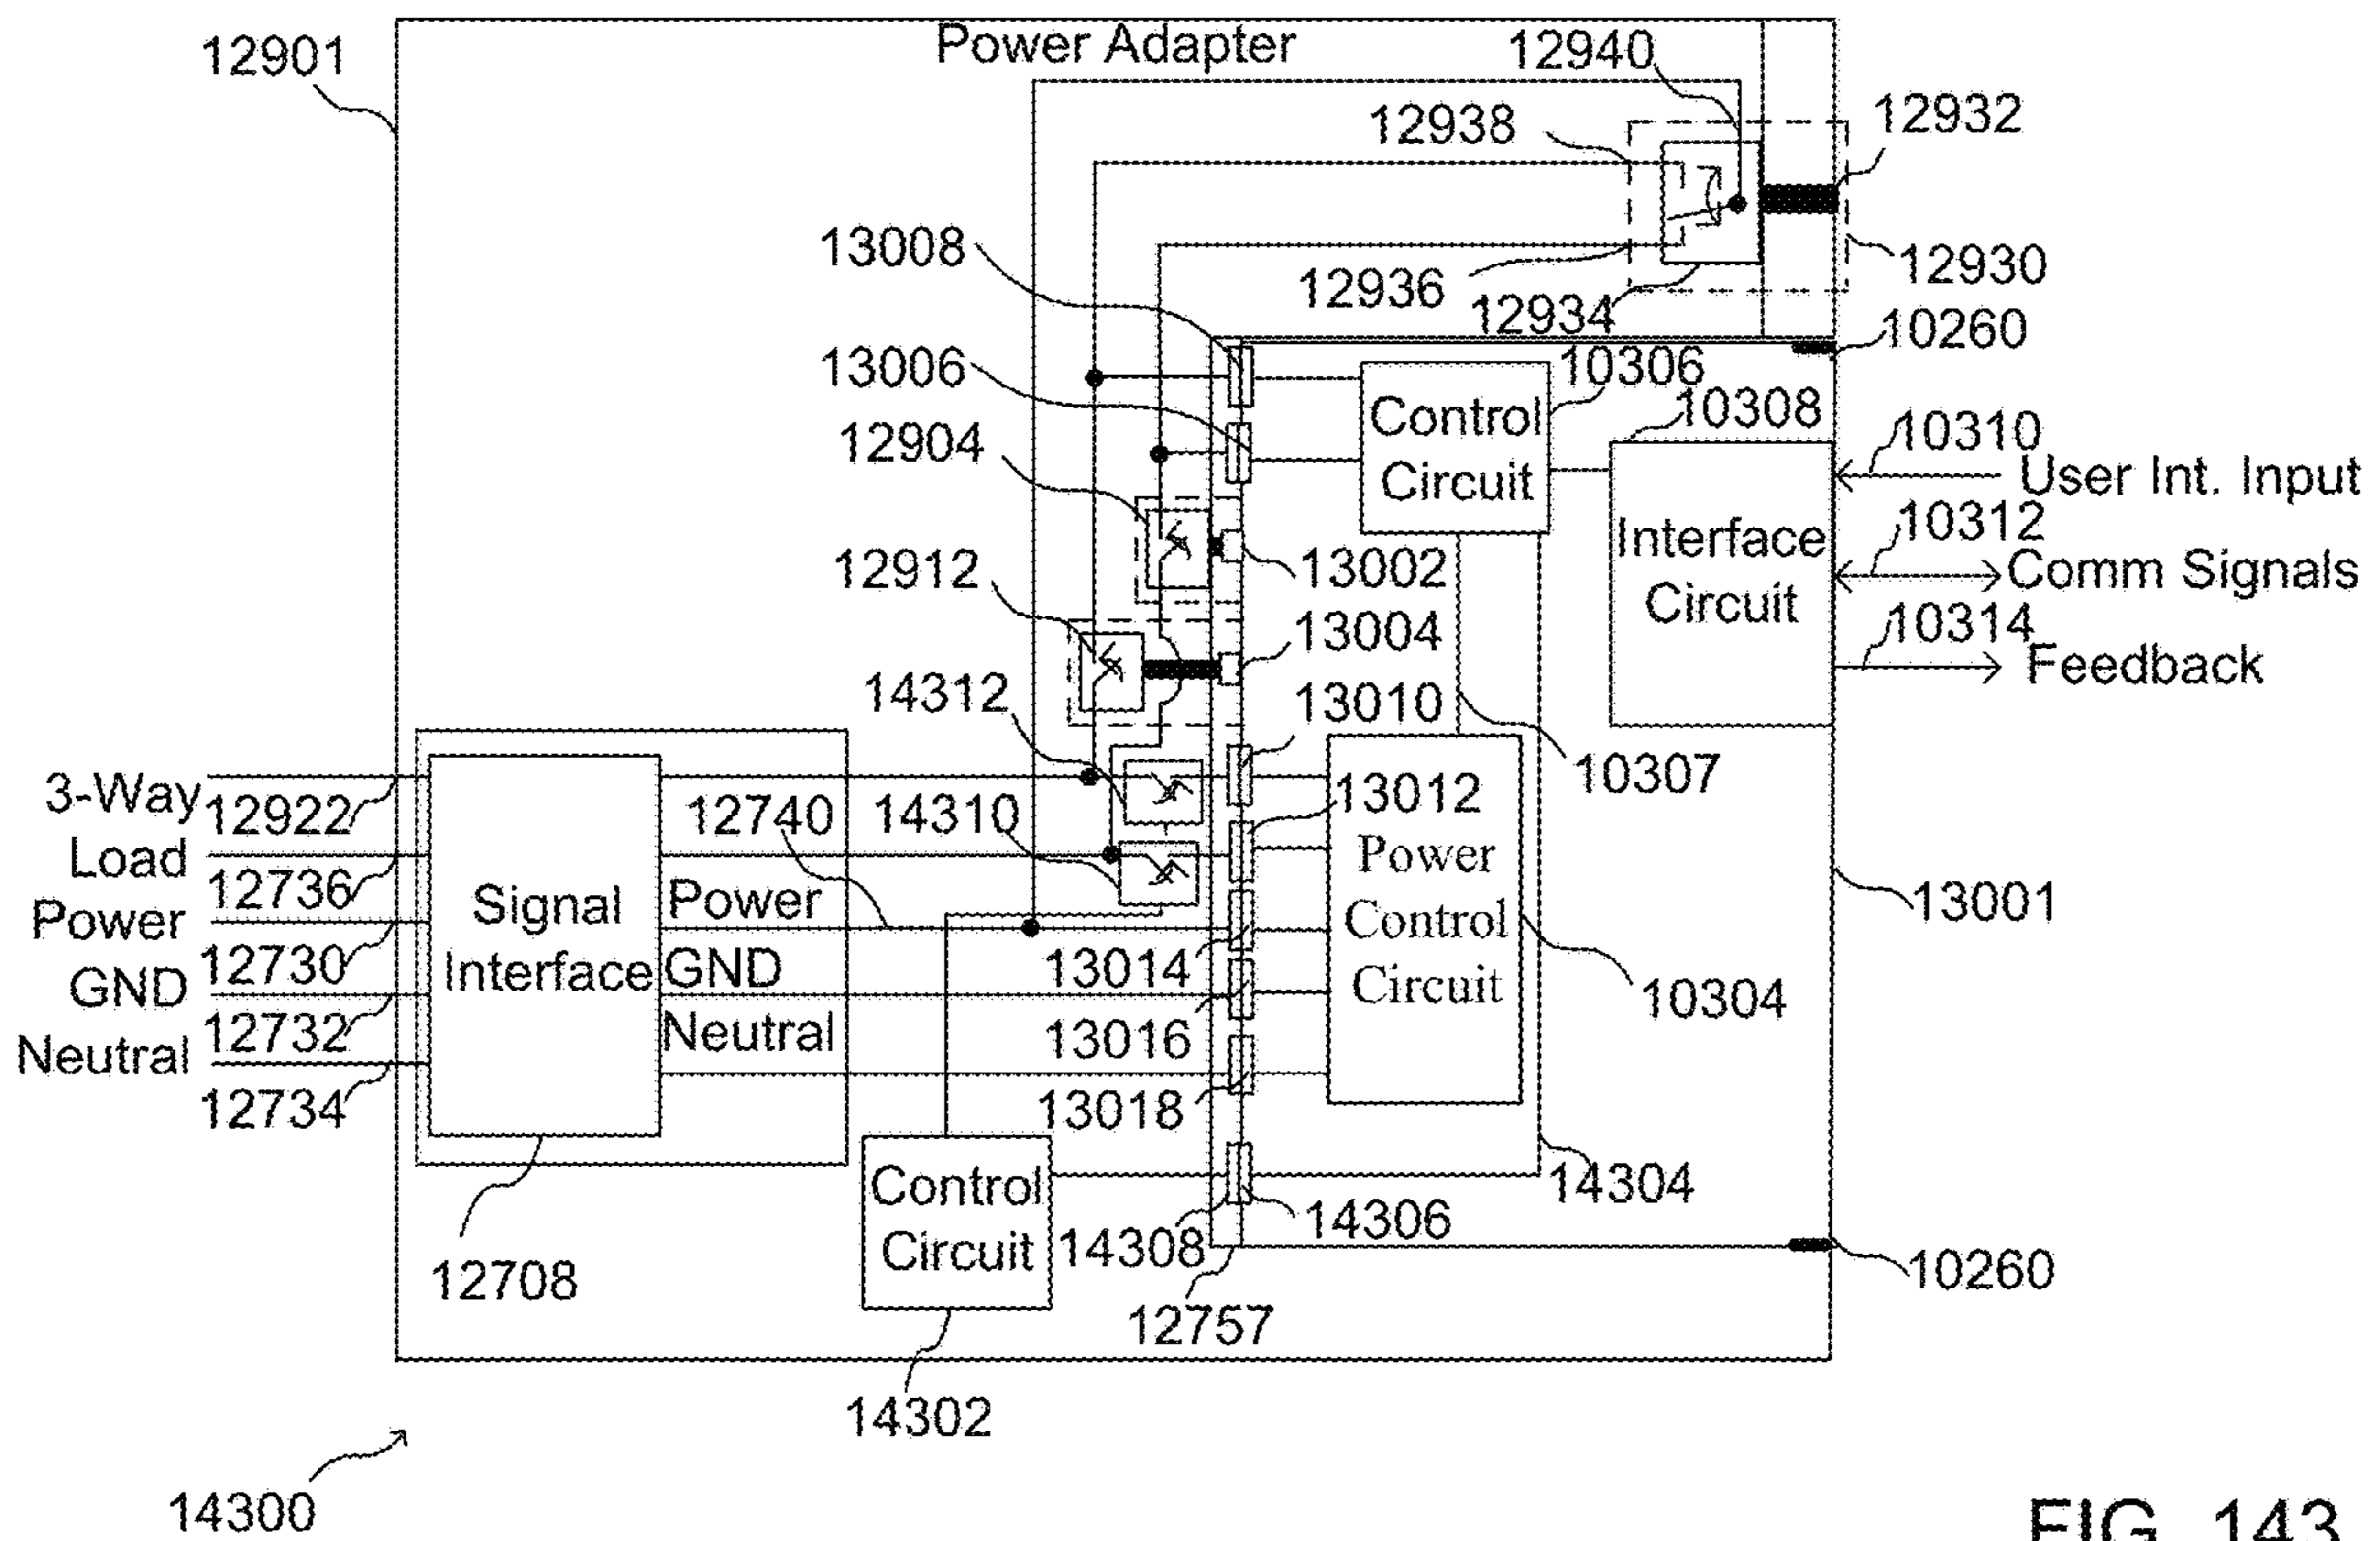 Power Adapter
12901
12940
12938
12932
13008
12936
12934
12930
10260
13006
10306
10308
12904
Control
Circuit
10310
User Int. Input
12912
13002
Interface
Circuit
10312
Comm Signals
13004
10314
Feedback
14312
13010
10307
3-Way
12922
12740
14310
13012
Load
12736
Power
12730
GND
12732
Neutral
12734
Signal
Interface
Power
GND
Neutral
13014
13016
13018
Power
Control
Circuit
10304
13001
12708
Control
Circuit
14308
14306
14304
12757
10260
14302
14300
FIG. 143